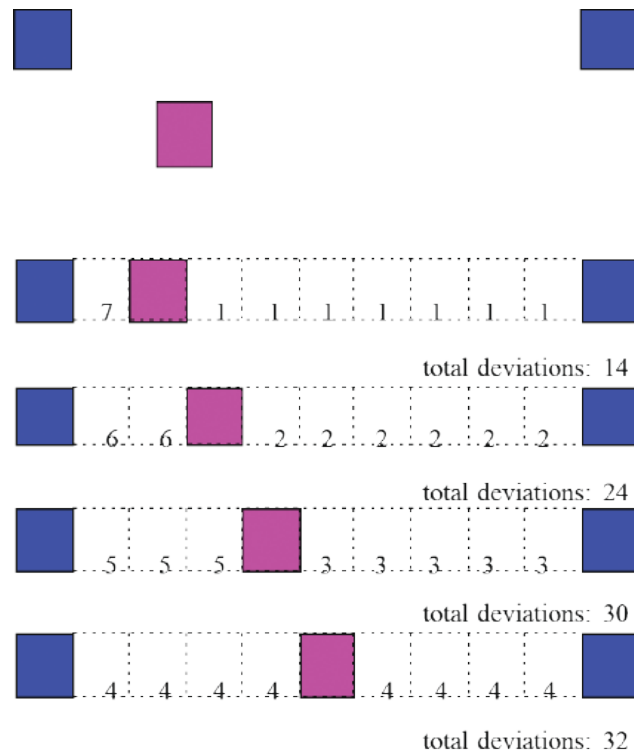 7 1 1 1 1 1 1 1
total deviations: 14
6 6 2 2 2 2 2 2
total deviations: 24
5 5 5 3 3 3 3 3
total deviations: 30
4 4 4 4 4 4 4 4
total deviations: 32